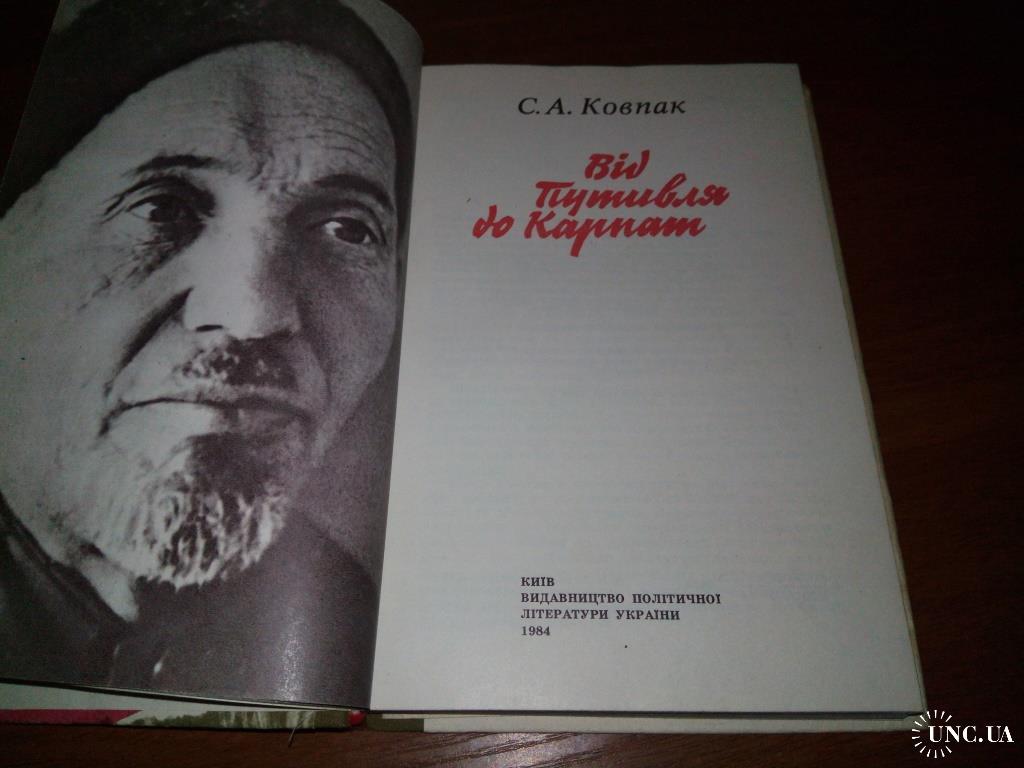 С. А. Ковпак
Від
Путивля
до Карпат
КИЇВ
ВИДАВНИЦТВО ПОЛІТИЧНОЇ
ЛІТЕРАТУРИ УКРАЇНИ
1984
UNC.UA